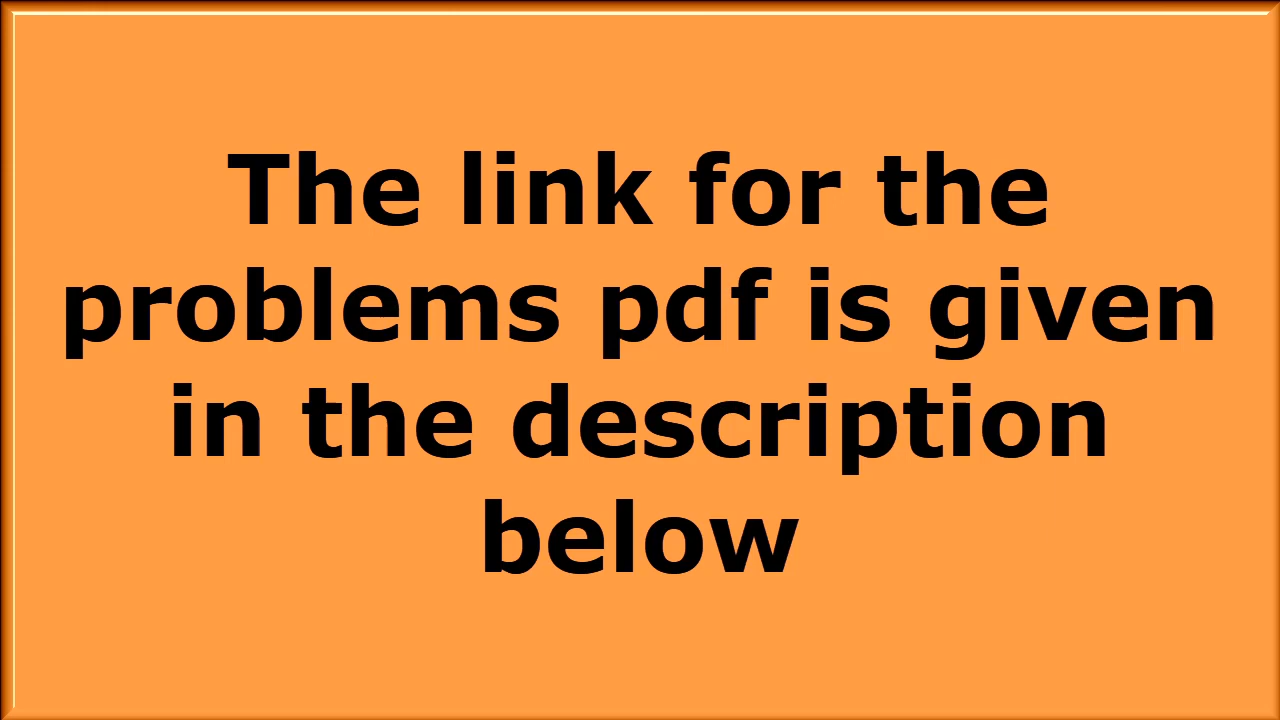 The link for the
problems pdf is given
in the description
below